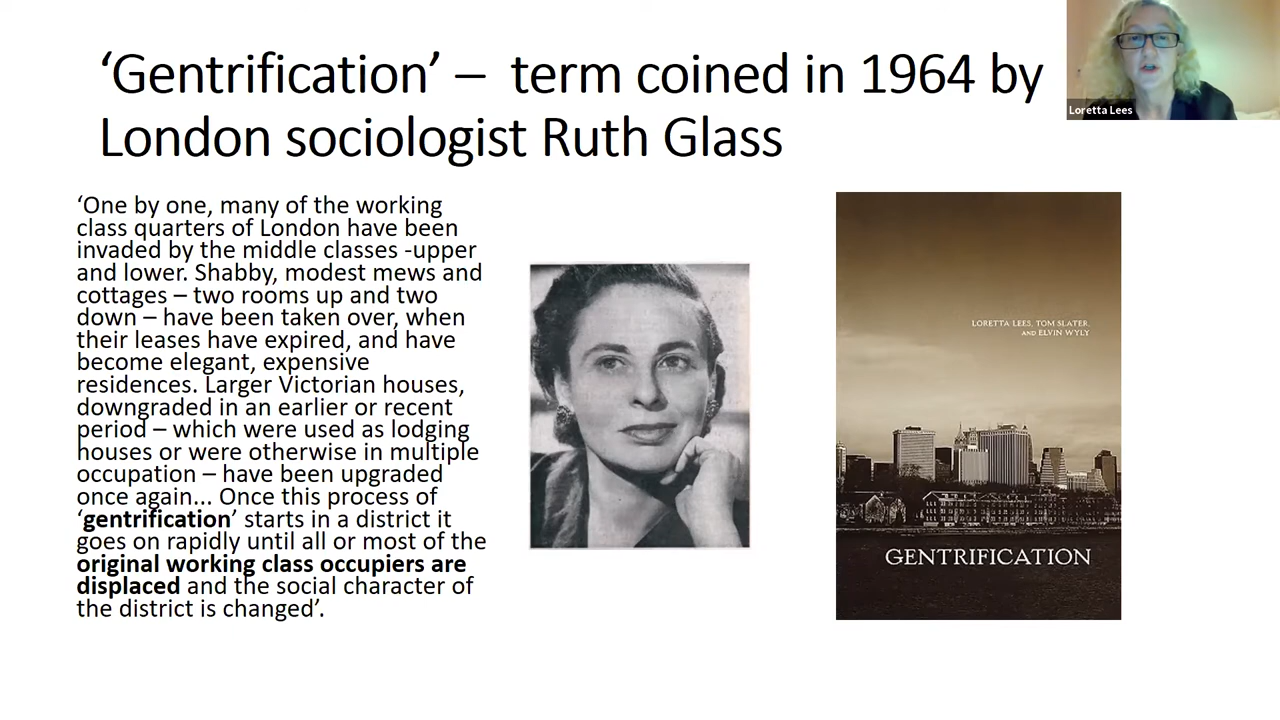 ‘Gentrification’ – term coined in 1964 by
London sociologist Ruth Glass
Loretta Lees
‘One by one, many of the working
class quarters of London have been
invaded by the middle classes -upper
and lower. Shabby, modest mews and
cottages – two rooms up and two
down – have been taken over, when
their leases have expired, and have
become elegant, expensive
residences. Larger Victorian houses,
downgraded in an earlier or recent
period – which were used as lodging
houses or were otherwise in multiple
occupation – have been upgraded
once again... Once this process of
‘gentrification’ starts in a district it
goes on rapidly until all or most of the
original working class occupiers are
displaced and the social character of
the district is changed’.
LORETTA LEES, TOM SLATER,
AND ELVIN WYLY
GENTRIFICATION